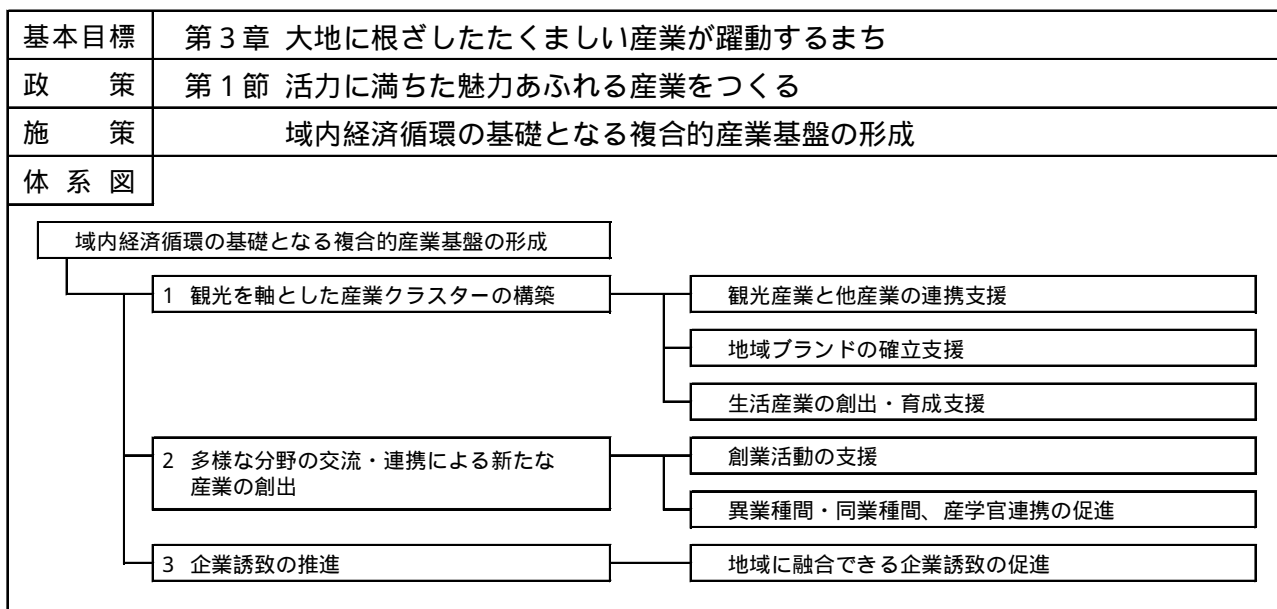 基本目標 第３章 大地に根ざしたたくましい産業が躍動するまち
政 策 第１節 活力に満ちた魅力あふれる産業をつくる
施 策 域内経済循環の基礎となる複合的産業基盤の形成
体 系 図
域内経済循環の基礎となる複合的産業基盤の形成
1 観光を軸とした産業クラスターの構築
観光産業と他産業の連携支援
地域ブランドの確立支援
生活産業の創出・育成支援
2 多様な分野の交流・連携による新たな
産業の創出
創業活動の支援
異業種間・同業種間、産学官連携の促進
3 企業誘致の推進
地域に融合できる企業誘致の促進